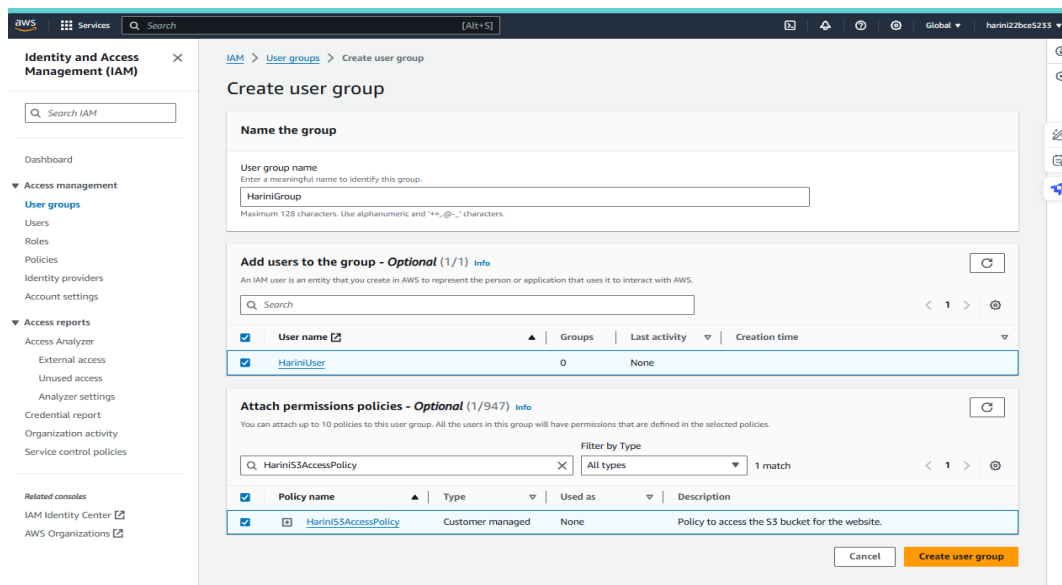 aws Services Search [Alt+S] Global harini22bce5233
Identity and Access
Management (IAM)
Search IAM
Dashboard
Access management
User groups
Users
Roles
Policies
Identity providers
Account settings
Access reports
Access Analyzer
External access
Unused access
Analyzer settings
Credential report
Organization activity
Service control policies
Related consoles
IAM Identity Center
AWS Organizations
IAM > User groups > Create user group
Create user group
Name the group
User group name
Enter a meaningful name to identify this group.
HariniGroup
Maximum 128 characters. Use alphanumeric and '+=,.@-_' characters.
Add users to the group - Optional (1/1) Info
An IAM user is an entity that you create in AWS to represent the person or application that uses it to interact with AWS.
Search
< 1 >
User name Groups Last activity Creation time
HariniUser 0 None
Attach permissions policies - Optional (1/947) Info
You can attach up to 10 policies to this user group. All the users in this group will have permissions that are defined in the selected policies.
Filter by Type
HariniS3AccessPolicy All types 1 match < 1 >
Policy name Type Used as Description
HariniS3AccessPolicy Customer managed None Policy to access the S3 bucket for the website.
Cancel Create user group